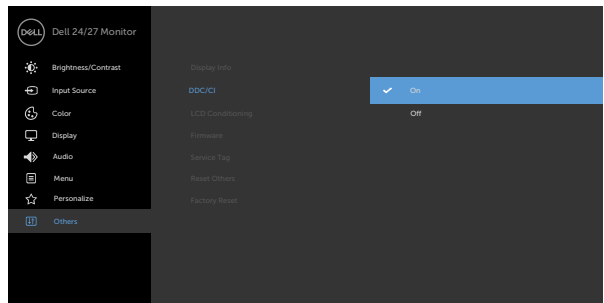 DELL Dell 24/27 Monitor
Brightness/Contrast
Input Source
Color
Display
Audio
Menu
Personalize
Others
Display Info
DDC/CI
LCD Conditioning
Firmware
Service Tag
Reset Others
Factory Reset
On
Off